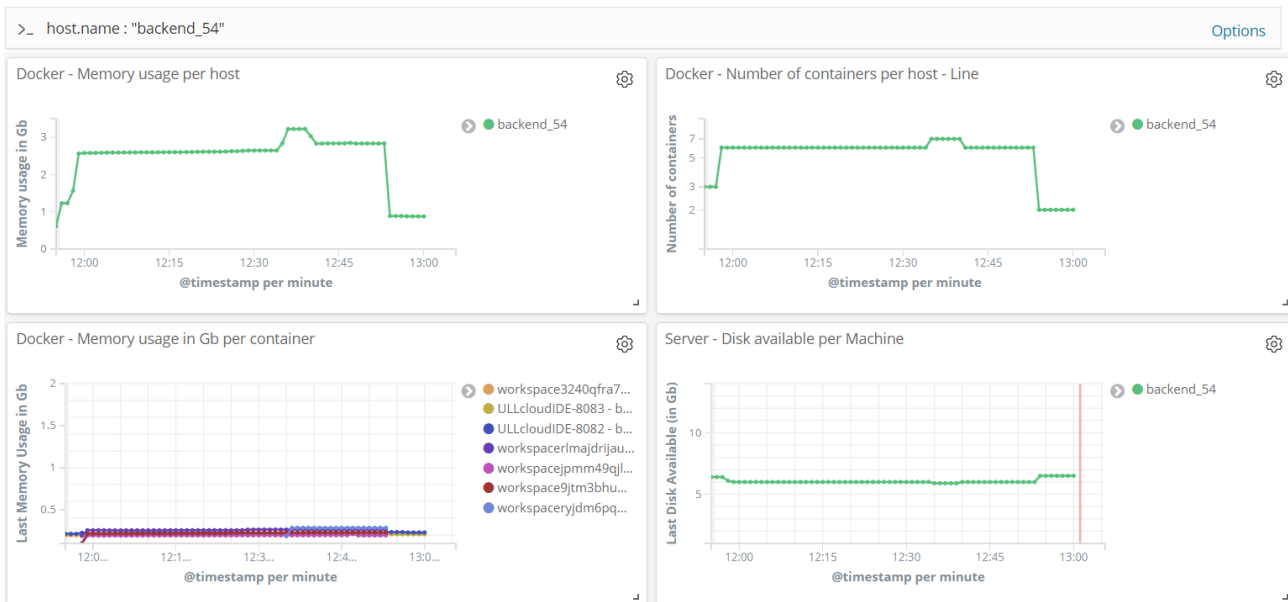 >_ host.name : "backend_54"
Options
Docker - Memory usage per host
Memory usage in Gb
3
2
1
0
12:00 12:15 12:30 12:45 13:00
@timestamp per minute
backend_54
Docker - Number of containers per host - Line
Number of containers
7
5
3
2
12:00 12:15 12:30 12:45 13:00
@timestamp per minute
backend_54
Docker - Memory usage in Gb per container
Last Memory Usage in Gb
2
1.5
1
0.5
12:0... 12:1... 12:3... 12:4... 13:0...
@timestamp per minute
workspace3240qfra7...
ULLcloudIDE-8083 - b...
ULLcloudIDE-8082 - b...
workspacerlmajdrijau...
workspacejpmm49qjl...
workspace9jtm3bhu...
workspaceryjdm6pq...
Server - Disk available per Machine
Last Disk Available (in Gb)
10
5
12:00 12:15 12:30 12:45 13:00
@timestamp per minute
backend_54